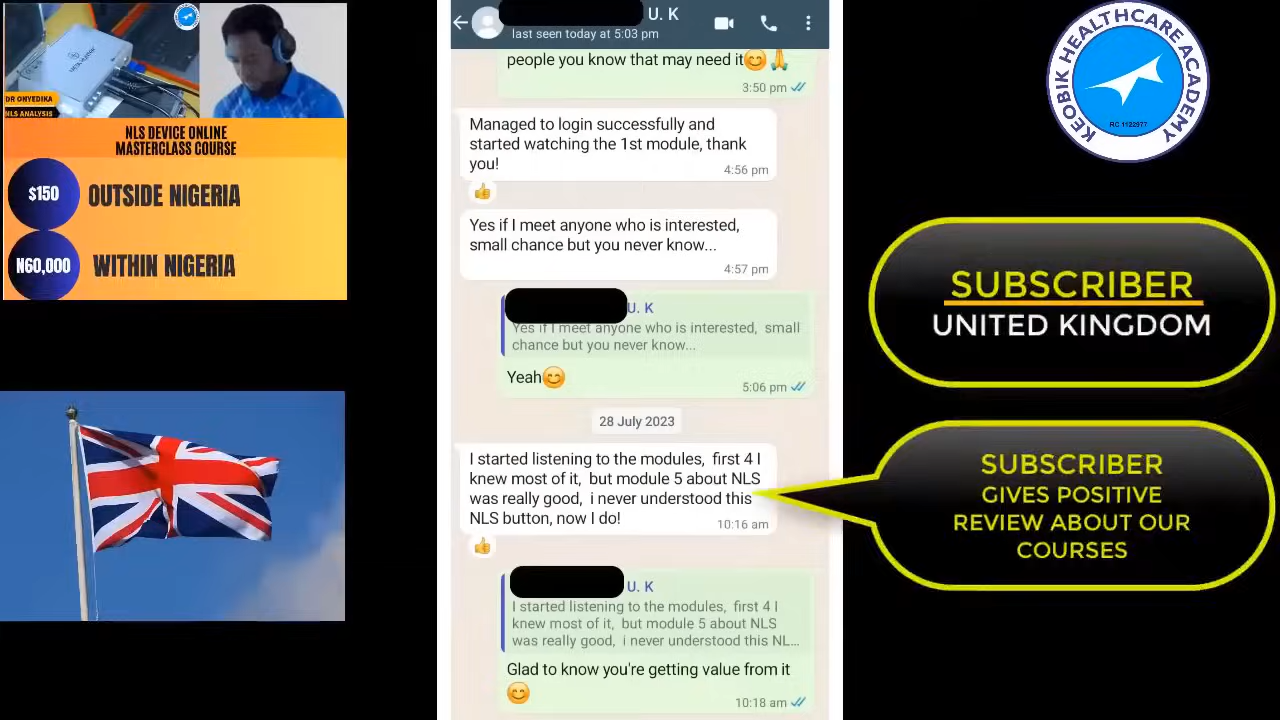 DR ONYEDIKA
NLS ANALYSIS
NLS DEVICE ONLINE
MASTERCLASS COURSE
$150
OUTSIDE NIGERIA
N60,000
WITHIN NIGERIA
U. K
last seen today at 5:03 pm
people you know that may need it😊🙏
3:50 pm
Managed to login successfully and
started watching the 1st module, thank
you!
4:56 pm
👍
Yes if I meet anyone who is interested,
small chance but you never know...
4:57 pm
U. K
Yes if I meet anyone who is interested, small
chance but you never know...
Yeah😊
5:06 pm
28 July 2023
I started listening to the modules, first 4 I
knew most of it, but module 5 about NLS
was really good, i never understood this
NLS button, now I do!
10:16 am
👍
U. K
I started listening to the modules, first 4 I
knew most of it, but module 5 about NLS
was really good, i never understood this NL...
Glad to know you're getting value from it
😊
10:18 am
KEOBIK HEALTHCARE ACADEMY
RC 1122977
SUBSCRIBER
UNITED KINGDOM
SUBSCRIBER
GIVES POSITIVE
REVIEW ABOUT OUR
COURSES